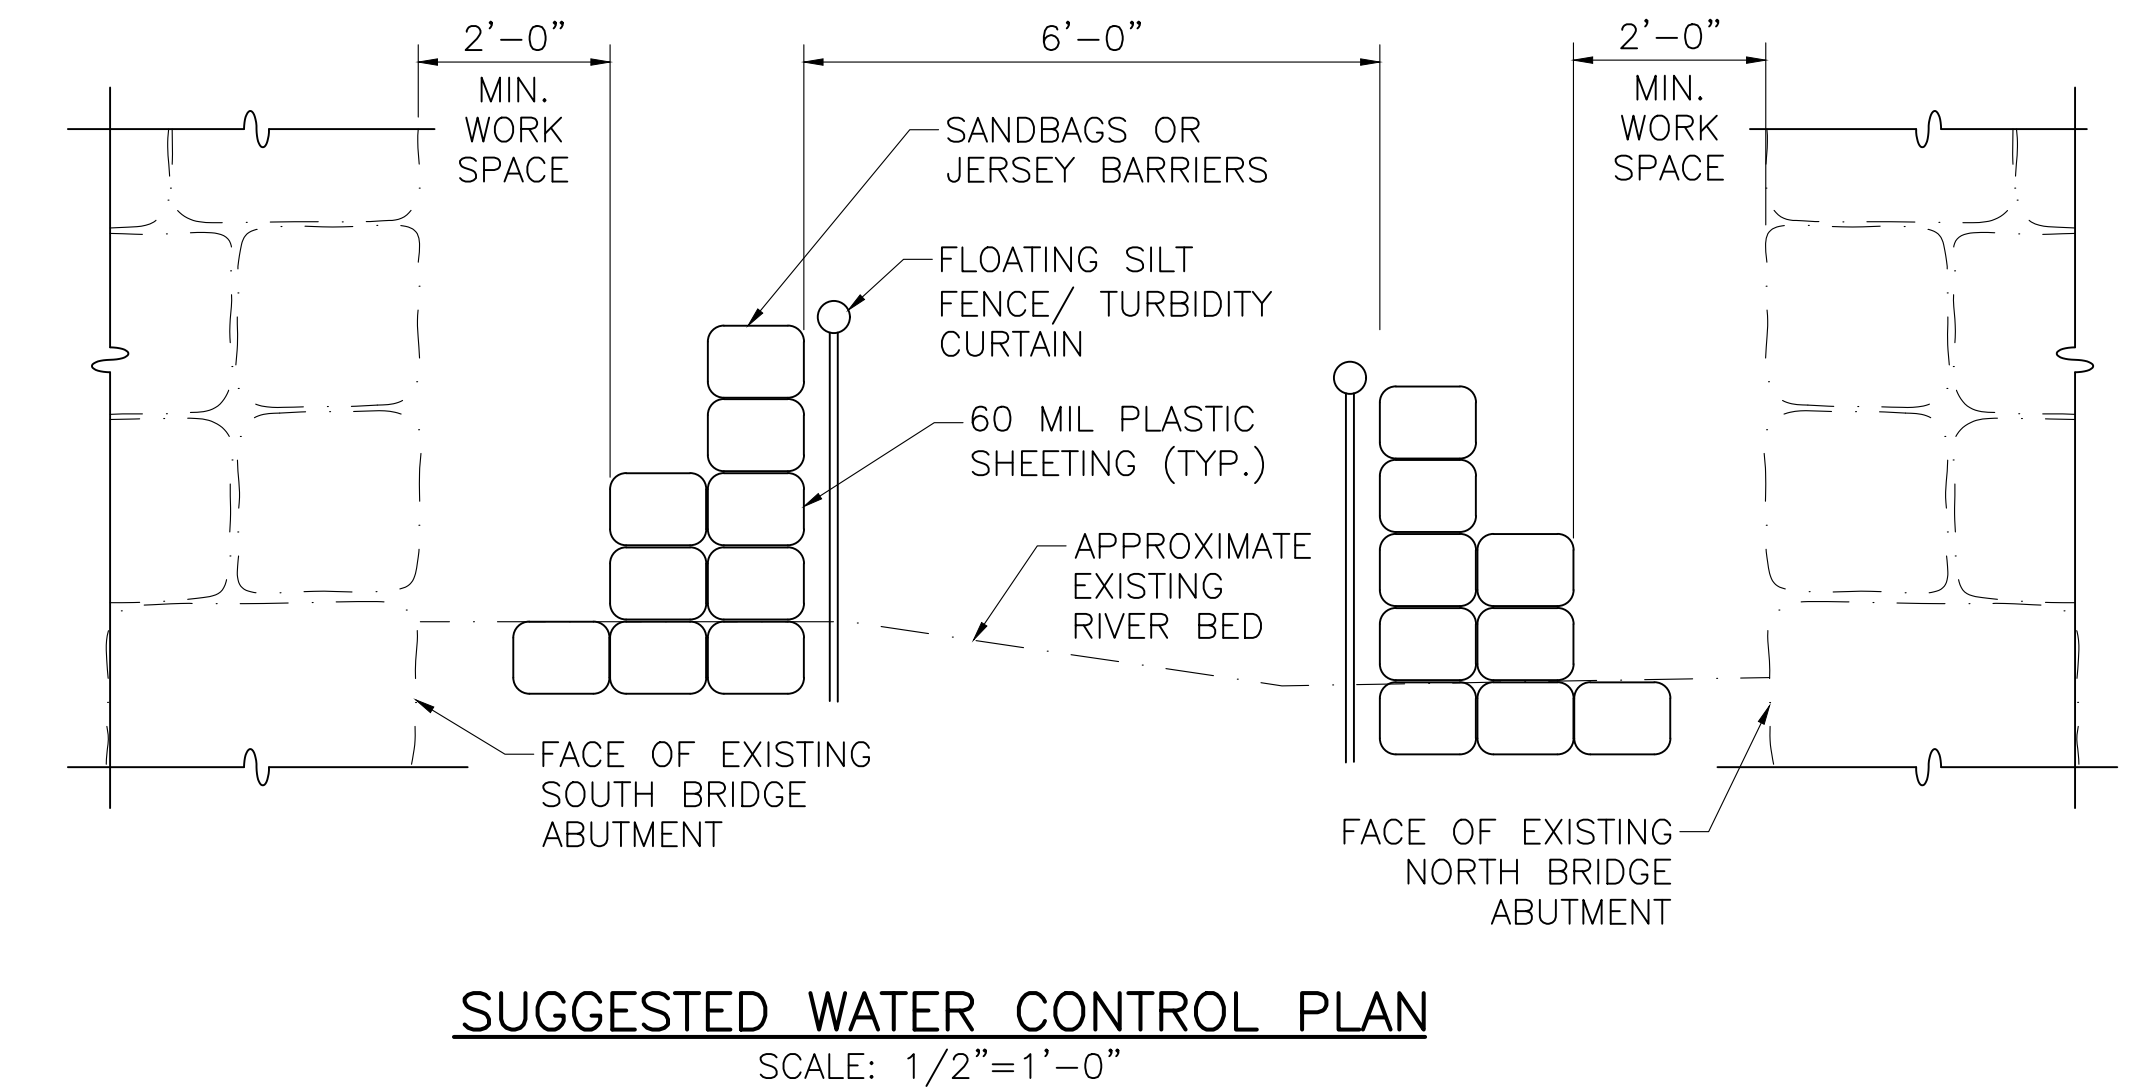 2'-0"
MIN.
WORK
SPACE
6'-0"
2'-0"
MIN.
WORK
SPACE
SANDBAGS OR
JERSEY BARRIERS
FLOATING SILT
FENCE/ TURBIDITY
CURTAIN
60 MIL PLASTIC
SHEETING (TYP.)
APPROXIMATE
EXISTING
RIVER BED
FACE OF EXISTING
SOUTH BRIDGE
ABUTMENT
FACE OF EXISTING
NORTH BRIDGE
ABUTMENT
SUGGESTED WATER CONTROL PLAN
SCALE: 1/2"=1'-0"